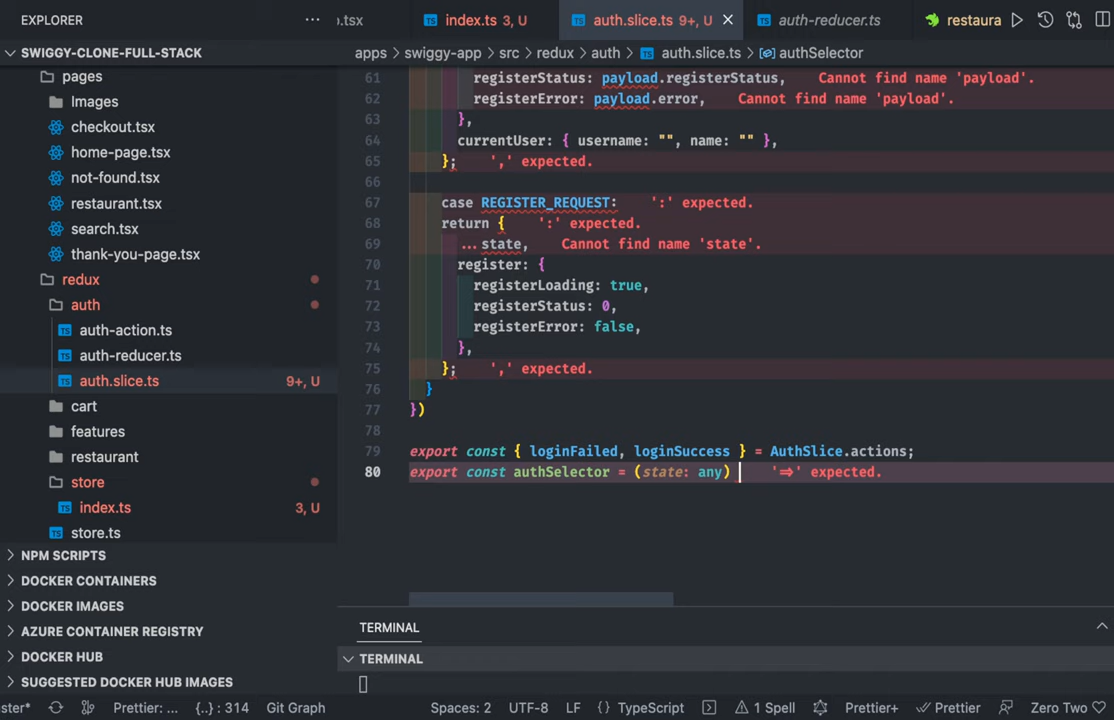 EXPLORER
SWIGGY-CLONE-FULL-STACK
pages
Images
checkout.tsx
home-page.tsx
not-found.tsx
restaurant.tsx
search.tsx
thank-you-page.tsx
redux
auth
auth-action.ts
auth-reducer.ts
auth.slice.ts 9+, U
cart
features
restaurant
store
index.ts 3, U
store.ts
NPM SCRIPTS
DOCKER CONTAINERS
DOCKER IMAGES
AZURE CONTAINER REGISTRY
DOCKER HUB
SUGGESTED DOCKER HUB IMAGES
).tsx index.ts 3, U auth.slice.ts 9+, U auth-reducer.ts restaura
apps > swiggy-app > src > redux > auth > auth.slice.ts > authSelector
61 registerStatus: payload.registerStatus, Cannot find name 'payload'.
62 registerError: payload.error, Cannot find name 'payload'.
63 },
64 currentUser: { username: "", name: "" },
65 }; ',' expected.
66
67 case REGISTER_REQUEST: ':' expected.
68 return { ':' expected.
69 ...state, Cannot find name 'state'.
70 register: {
71 registerLoading: true,
72 registerStatus: 0,
73 registerError: false,
74 },
75 }; ',' expected.
76 }
77 })
78
79 export const { loginFailed, loginSuccess } = AuthSlice.actions;
80 export const authSelector = (state: any) '=>' expected.
TERMINAL
TERMINAL
ster* Prettier: ... {..} : 314 Git Graph Spaces: 2 UTF-8 LF {} TypeScript 1 Spell Prettier+ Prettier Zero Two